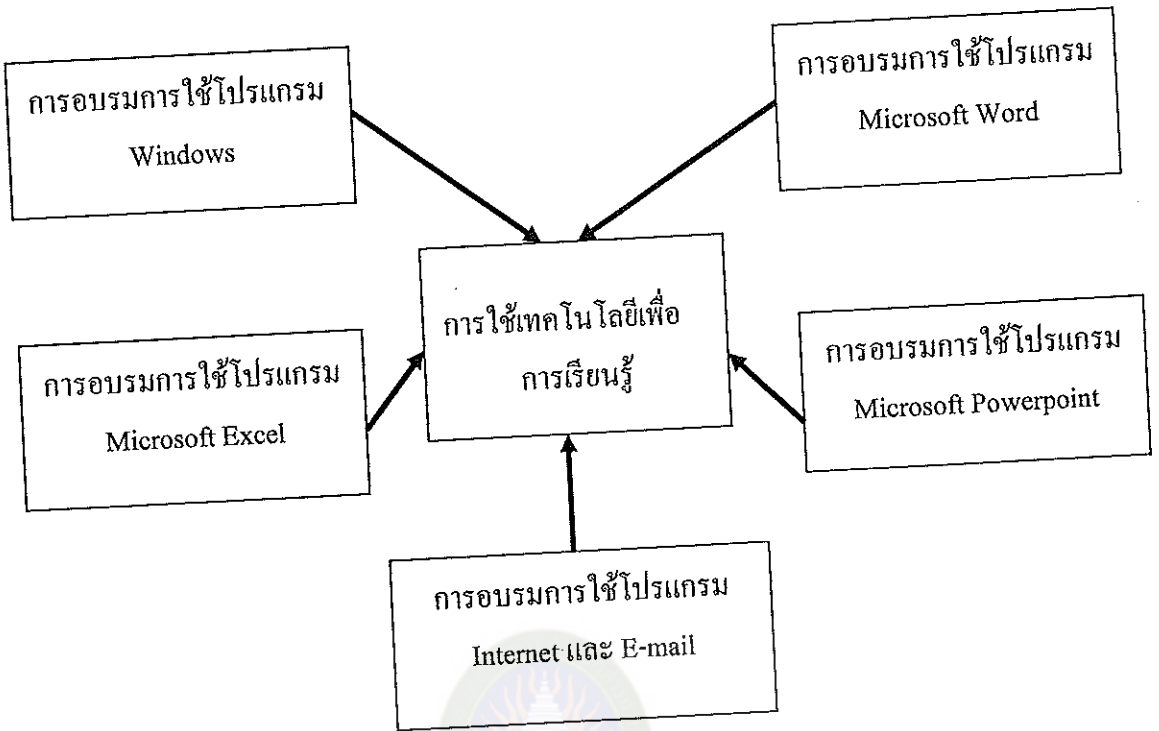 การอบรมการใช้โปรแกรม
Windows
การอบรมการใช้โปรแกรม
Microsoft Word
การใช้เทคโนโลยีเพื่อ
การเรียนรู้
การอบรมการใช้โปรแกรม
Microsoft Excel
การอบรมการใช้โปรแกรม
Microsoft Powerpoint
การอบรมการใช้โปรแกรม
Internet และ E-mail